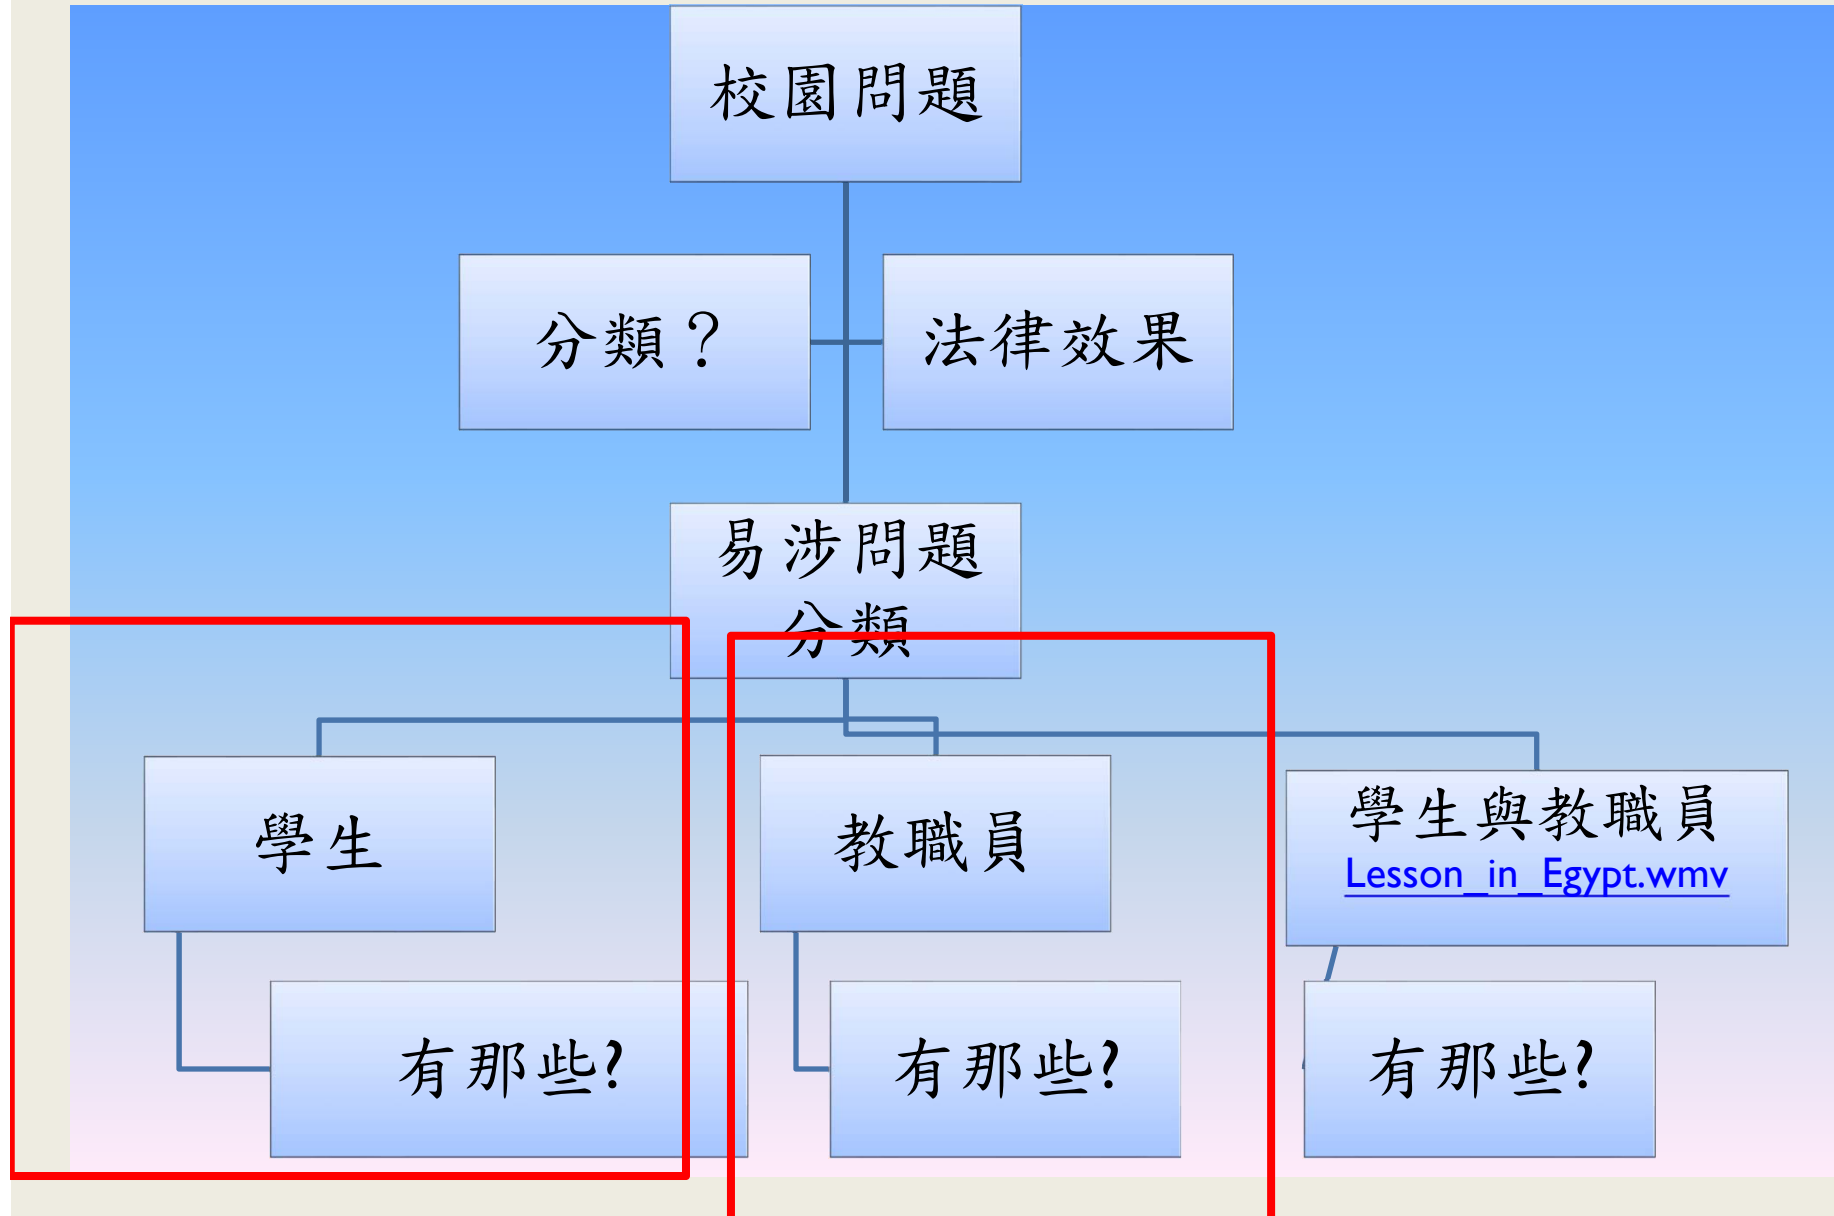 校園問題
分類？
法律效果
易涉問題
分類
學生
教職員
學生與教職員
Lesson_in_Egypt.wmv
有那些?
有那些?
有那些?